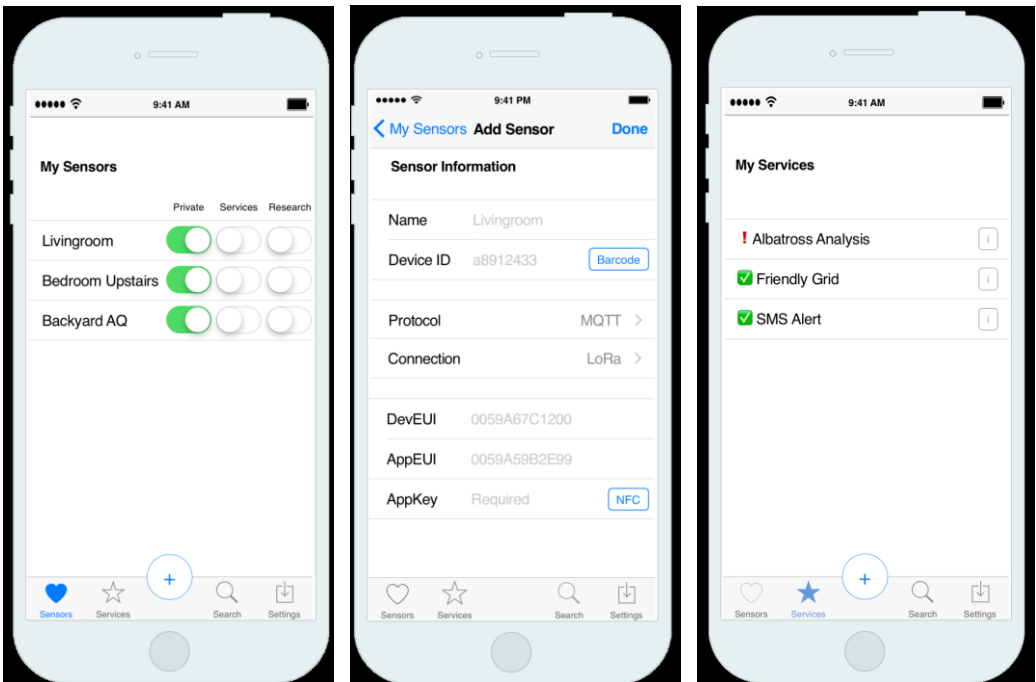 9:41 AM
My Sensors
Private Services Research
Livingroom
Bedroom Upstairs
Backyard AQ
+
Sensors Services Search Settings
9:41 PM
My Sensors Add Sensor Done
Sensor Information
Name Livingroom
Device ID a8912433 Barcode
Protocol MQTT >
Connection LoRa >
DevEUI 0059A67C1200
AppEUI 0059A59B2E99
AppKey Required NFC
Sensors Services Search Settings
9:41 AM
My Services
! Albatross Analysis i
✅ Friendly Grid i
✅ SMS Alert i
+
Sensors Services Search Settings